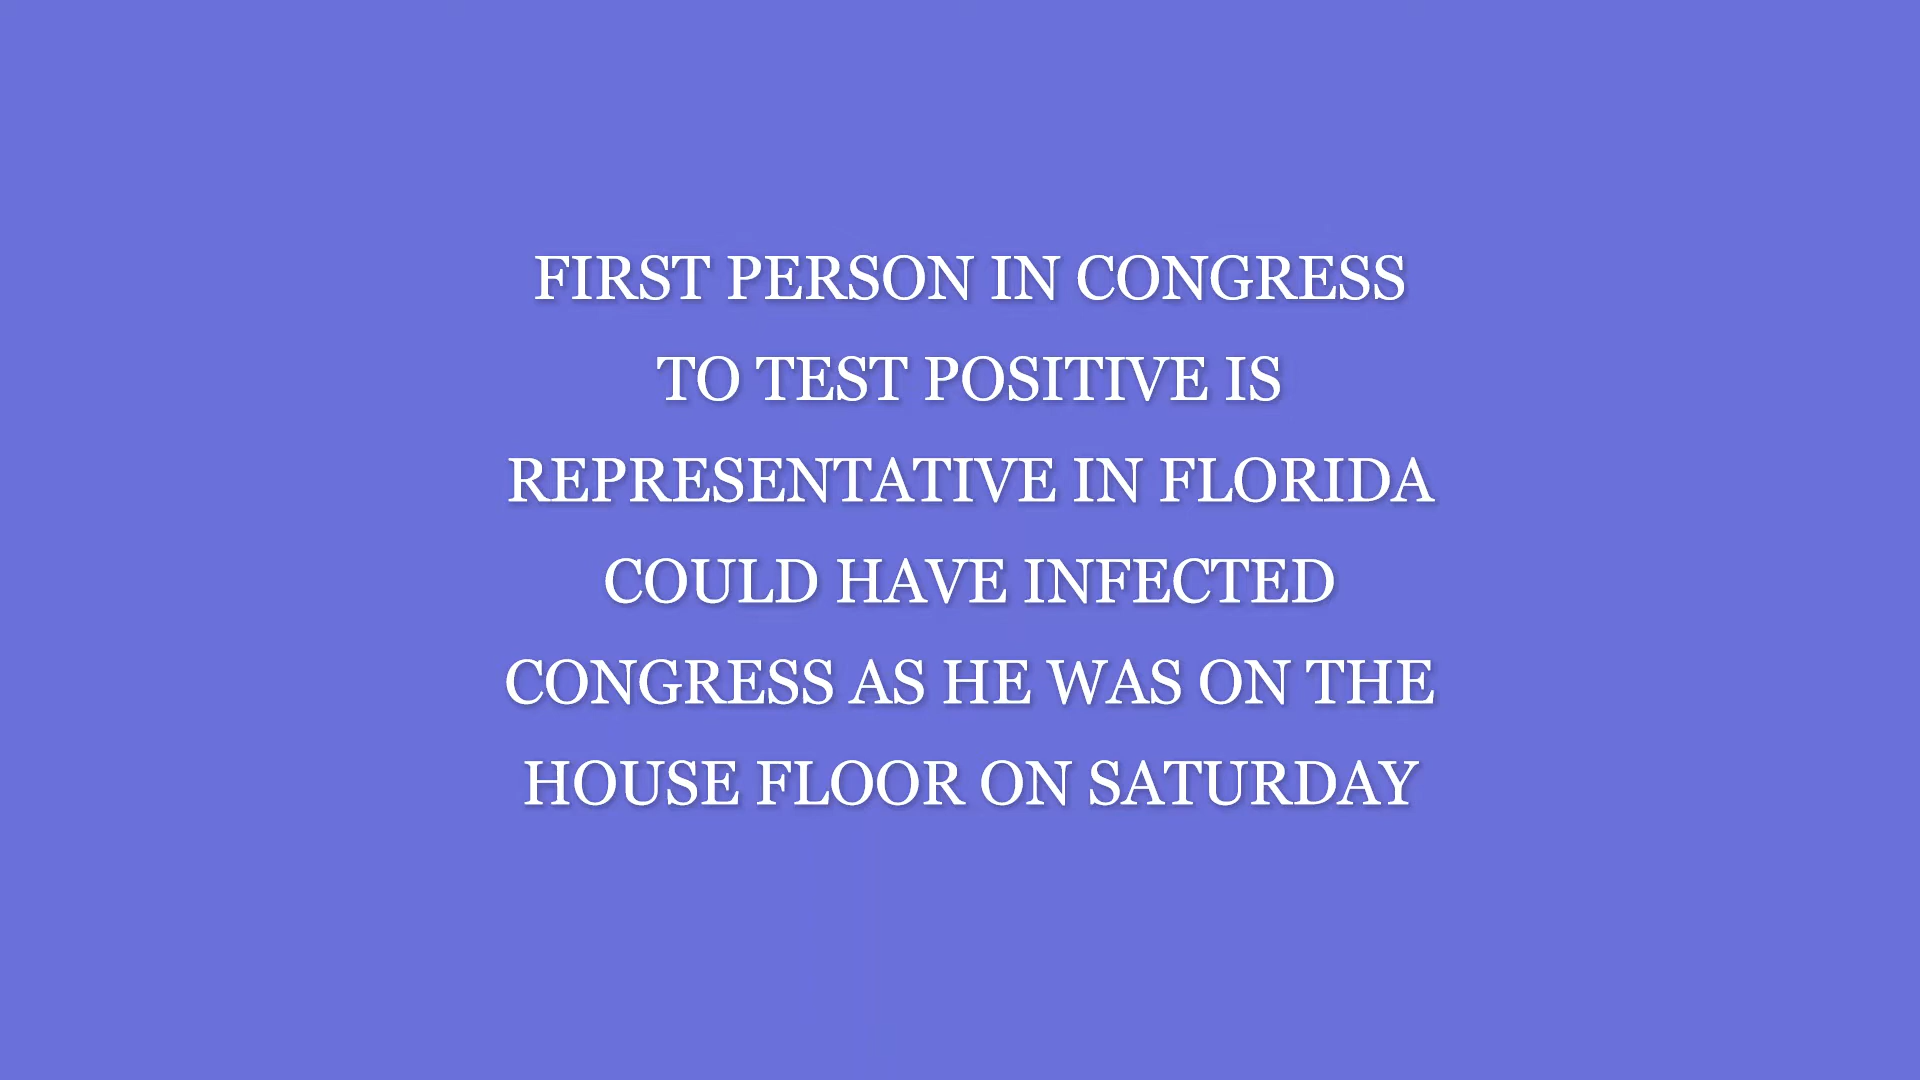 FIRST PERSON IN CONGRESS
TO TEST POSITIVE IS
REPRESENTATIVE IN FLORIDA
COULD HAVE INFECTED
CONGRESS AS HE WAS ON THE
HOUSE FLOOR ON SATURDAY